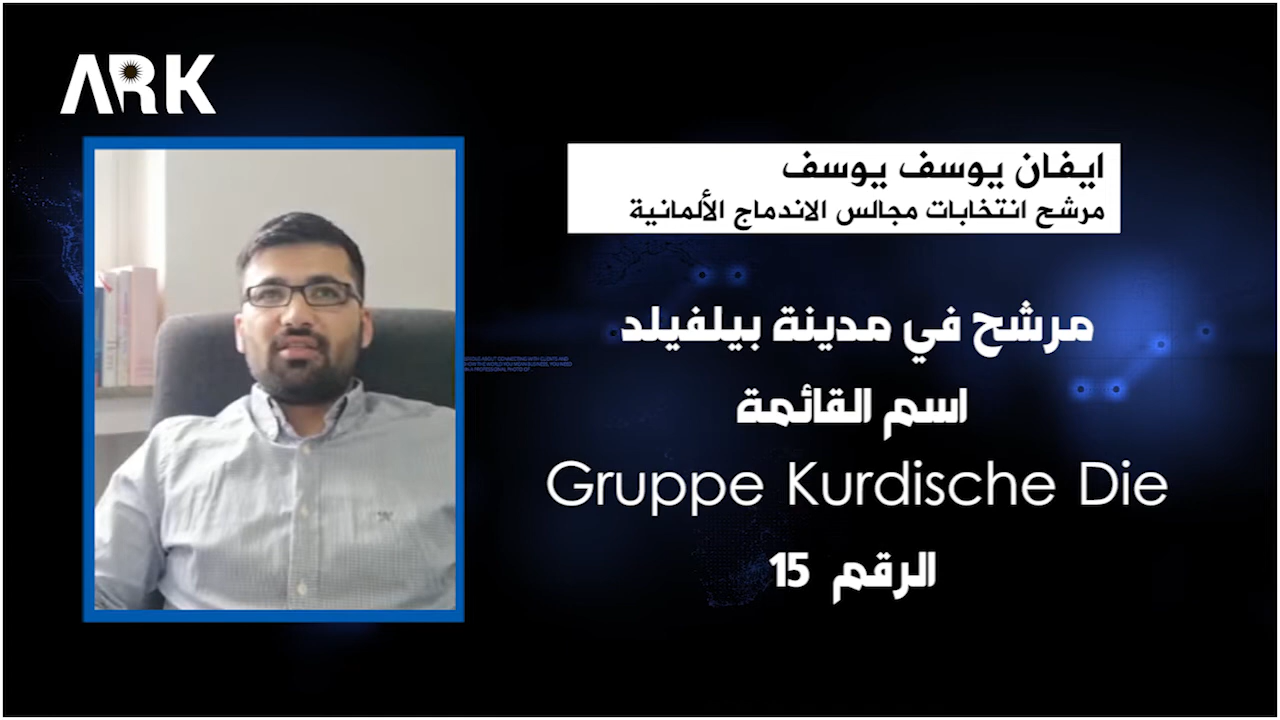 ARK
ايفان يوسف يوسف
مرشح انتخابات مجالس الاندماج الألمانية
مرشح في مدينة بيلفيلد
اسم القائمة
Gruppe Kurdische Die
الرقم 15